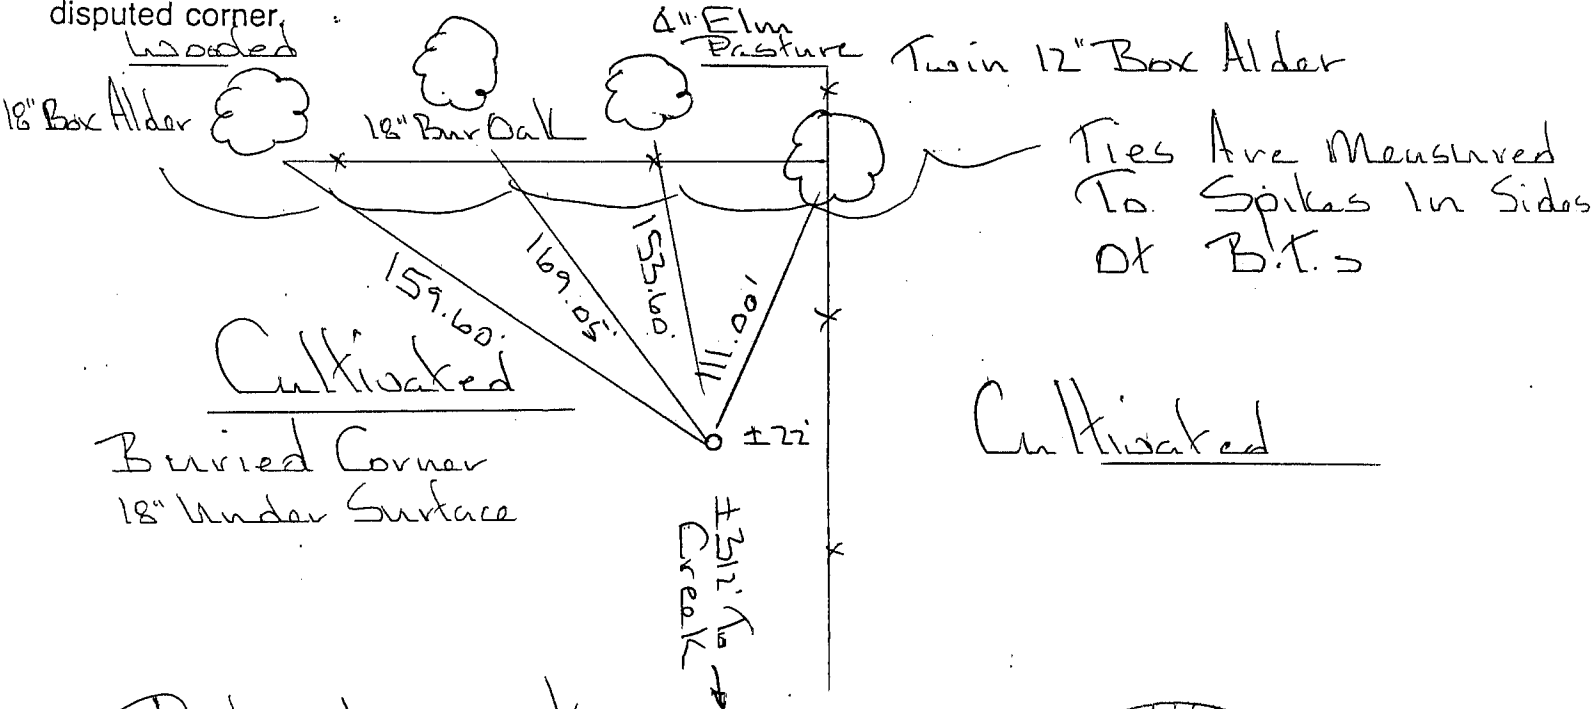 disputed corner.
Wooded
4" Elm
Pasture
Twin 12" Box Alder
18" Box Alder
18" Bur Oak
Ties Are Measured
To Spikes In Sides
Of B.T.s
159.60'
169.05'
153.60'
111.00'
Cultivated
±22'
Cultivated
Buried Corner
18" Under Surface
±312' To
Creek